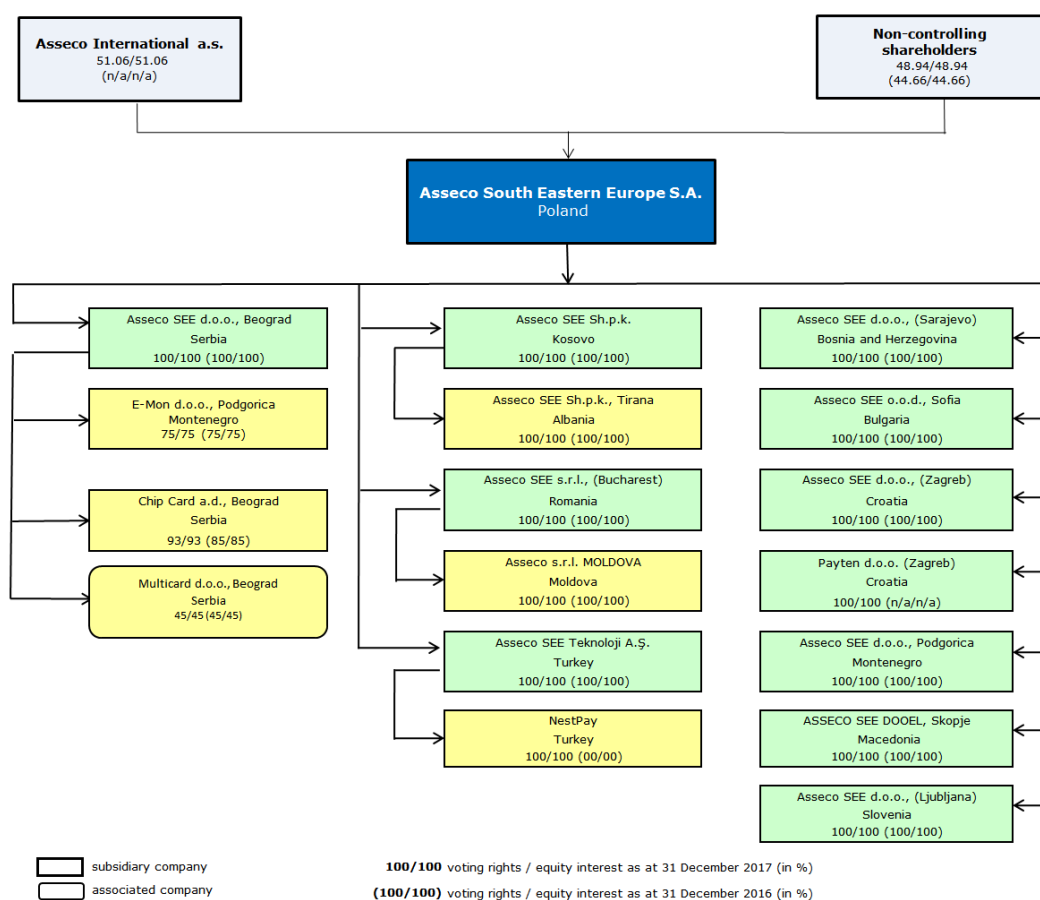 Asseco International a.s.
51.06/51.06
(n/a/n/a)
Non-controlling
shareholders
48.94/48.94
(44.66/44.66)
Asseco South Eastern Europe S.A.
Poland
Asseco SEE d.o.o., Beograd
Serbia
100/100 (100/100)
E-Mon d.o.o., Podgorica
Montenegro
75/75 (75/75)
Chip Card a.d., Beograd
Serbia
93/93 (85/85)
Multicard d.o.o., Beograd
Serbia
45/45 (45/45)
Asseco SEE Sh.p.k.
Kosovo
100/100 (100/100)
Asseco SEE Sh.p.k., Tirana
Albania
100/100 (100/100)
Asseco SEE s.r.l., (Bucharest)
Romania
100/100 (100/100)
Asseco s.r.l. MOLDOVA
Moldova
100/100 (100/100)
Asseco SEE Teknoloji A.Ş.
Turkey
100/100 (100/100)
NestPay
Turkey
100/100 (00/00)
Asseco SEE d.o.o., (Sarajevo)
Bosnia and Herzegovina
100/100 (100/100)
Asseco SEE o.o.d., Sofia
Bulgaria
100/100 (100/100)
Asseco SEE d.o.o., (Zagreb)
Croatia
100/100 (100/100)
Payten d.o.o. (Zagreb)
Croatia
100/100 (n/a/n/a)
Asseco SEE d.o.o., Podgorica
Montenegro
100/100 (100/100)
ASSECO SEE DOOEL, Skopje
Macedonia
100/100 (100/100)
Asseco SEE d.o.o., (Ljubljana)
Slovenia
100/100 (100/100)
subsidiary company
associated company
100/100 voting rights / equity interest as at 31 December 2017 (in %)
(100/100) voting rights / equity interest as at 31 December 2016 (in %)